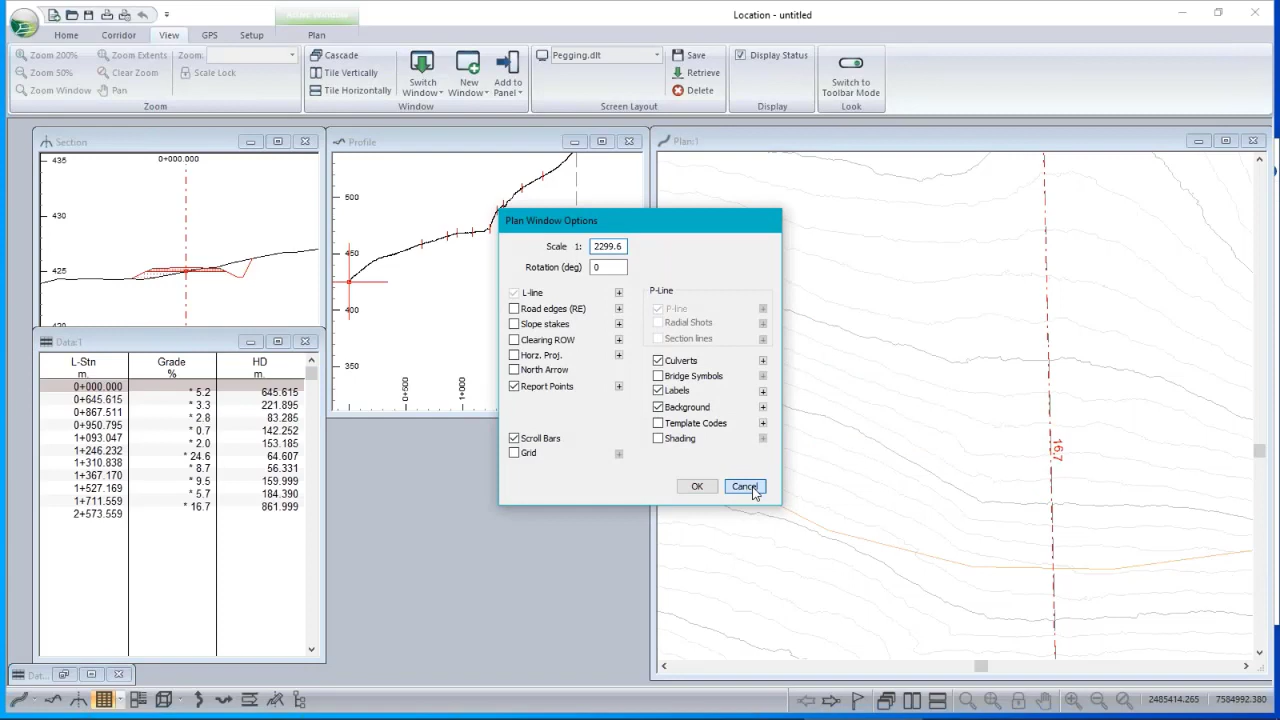 Active Window
Location - untitled
Home Corridor View GPS Setup Plan
Zoom 200% Zoom Extents Zoom:
Zoom 50% Clear Zoom Scale Lock
Zoom Window Pan
Zoom
Cascade
Tile Vertically
Tile Horizontally
Switch Window
New Window
Add to Panel
Window
Pegging.dlt
Save
Retrieve
Delete
Screen Layout
Display Status
Display
Switch to Toolbar Mode
Look
Section
435
0+000.000
430
425
420
Profile
500
450
400
350
0+500
1+000
Plan:1
16.7
Data:1
L-Stn Grade HD
m. % m.
0+000.000
* 5.2 645.615
0+645.615
* 3.3 221.895
0+867.511
* 2.8 83.285
0+950.795
* 0.7 142.252
1+093.047
* 2.0 153.185
1+246.232
* 24.6 64.607
1+310.838
* 8.7 56.331
1+367.170
* 9.5 159.999
1+527.169
* 5.7 184.390
1+711.559
* 16.7 861.999
2+573.559
Plan Window Options
Scale 1: 2299.6
Rotation (deg) 0
L-line
Road edges (RE)
Slope stakes
Clearing ROW
Horz. Proj.
North Arrow
Report Points
Scroll Bars
Grid
P-Line
P-line
Radial Shots
Section lines
Culverts
Bridge Symbols
Labels
Background
Template Codes
Shading
OK Cancel
Dat...
2485414.265 7584992.380